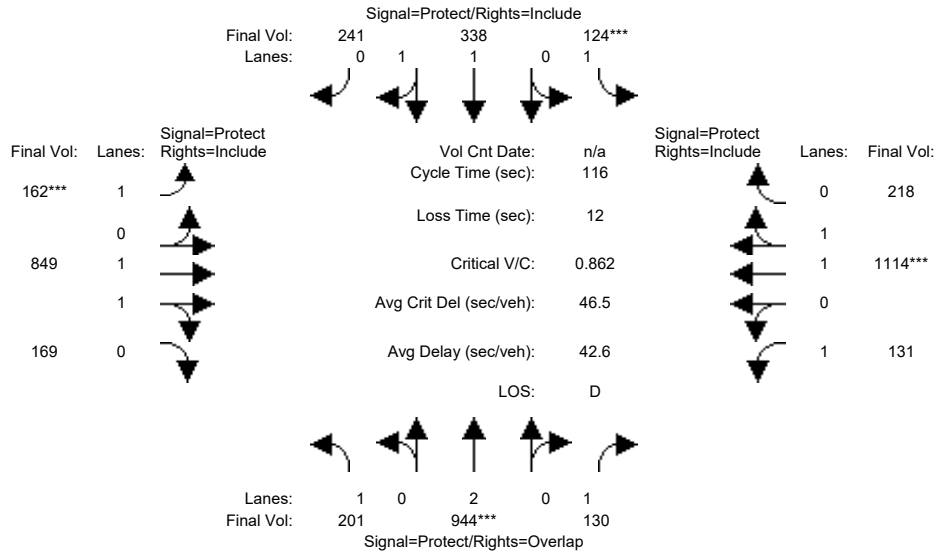 Signal=Protect/Rights=Include
Final Vol: 241 338 124***
Lanes: 0 1 1 0 1
Signal=Protect Signal=Protect
Final Vol: Lanes: Rights=Include Vol Cnt Date: n/a Rights=Include Lanes: Final Vol:
Cycle Time (sec): 116
162*** 1 0 218
Loss Time (sec): 12
0 1
849 1 Critical V/C: 0.862 1 1114***
1 Avg Crit Del (sec/veh): 46.5 0
169 0 Avg Delay (sec/veh): 42.6 1 131
LOS: D
Lanes: 1 0 2 0 1
Final Vol: 201 944*** 130
Signal=Protect/Rights=Overlap